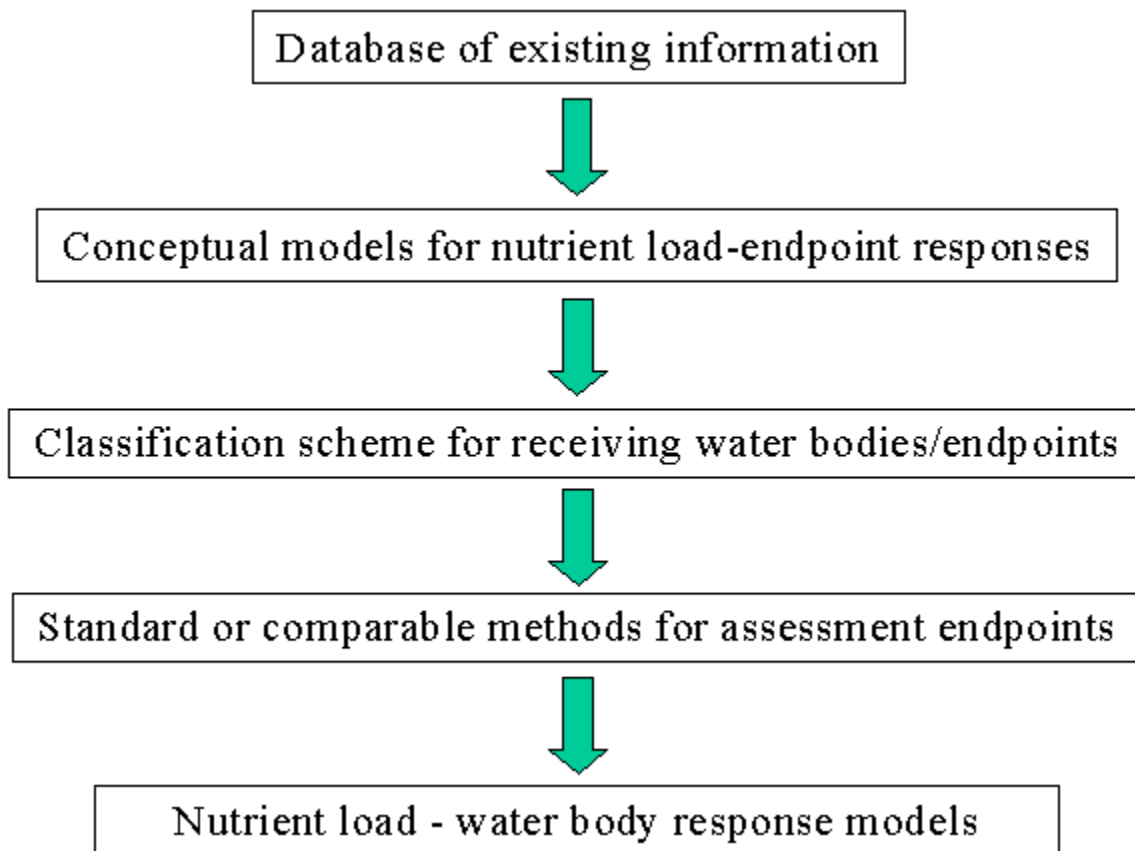 Database of existing information
Conceptual models for nutrient load-endpoint responses
Classification scheme for receiving water bodies/endpoints
Standard or comparable methods for assessment endpoints
Nutrient load - water body response models